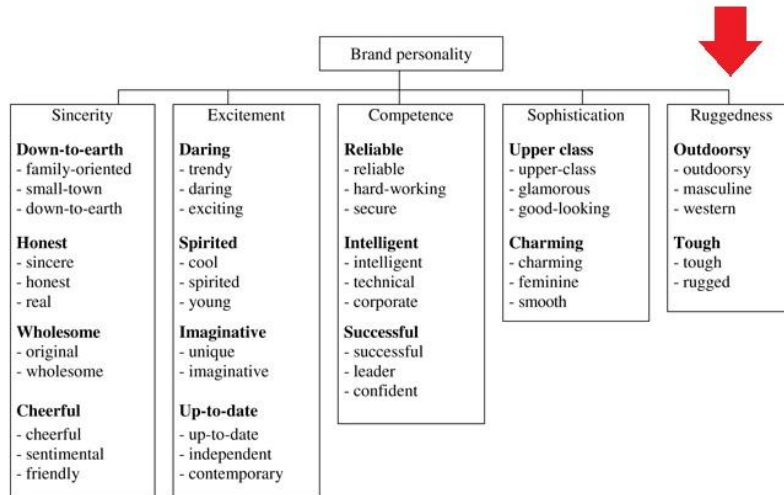 Brand personality
Sincerity
Down-to-earth
- family-oriented
- small-town
- down-to-earth
Honest
- sincere
- honest
- real
Wholesome
- original
- wholesome
Cheerful
- cheerful
- sentimental
- friendly
Excitement
Daring
- trendy
- daring
- exciting
Spirited
- cool
- spirited
- young
Imaginative
- unique
- imaginative
Up-to-date
- up-to-date
- independent
- contemporary
Competence
Reliable
- reliable
- hard-working
- secure
Intelligent
- intelligent
- technical
- corporate
Successful
- successful
- leader
- confident
Sophistication
Upper class
- upper-class
- glamorous
- good-looking
Charming
- charming
- feminine
- smooth
Ruggedness
Outdoorsy
- outdoorsy
- masculine
- western
Tough
- tough
- rugged